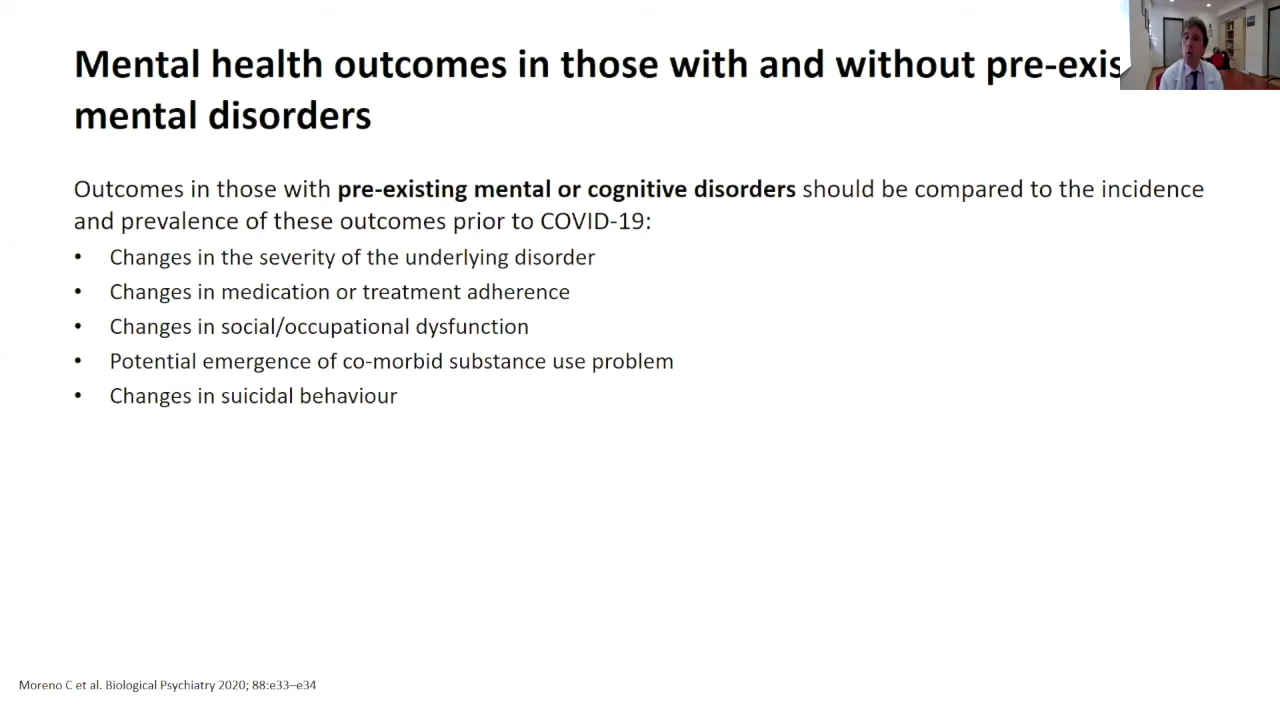 Mental health outcomes in those with and without pre-exis
mental disorders
Outcomes in those with pre-existing mental or cognitive disorders should be compared to the incidence
and prevalence of these outcomes prior to COVID-19:
• Changes in the severity of the underlying disorder
• Changes in medication or treatment adherence
• Changes in social/occupational dysfunction
• Potential emergence of co-morbid substance use problem
• Changes in suicidal behaviour
Moreno C et al. Biological Psychiatry 2020; 88:e33–e34